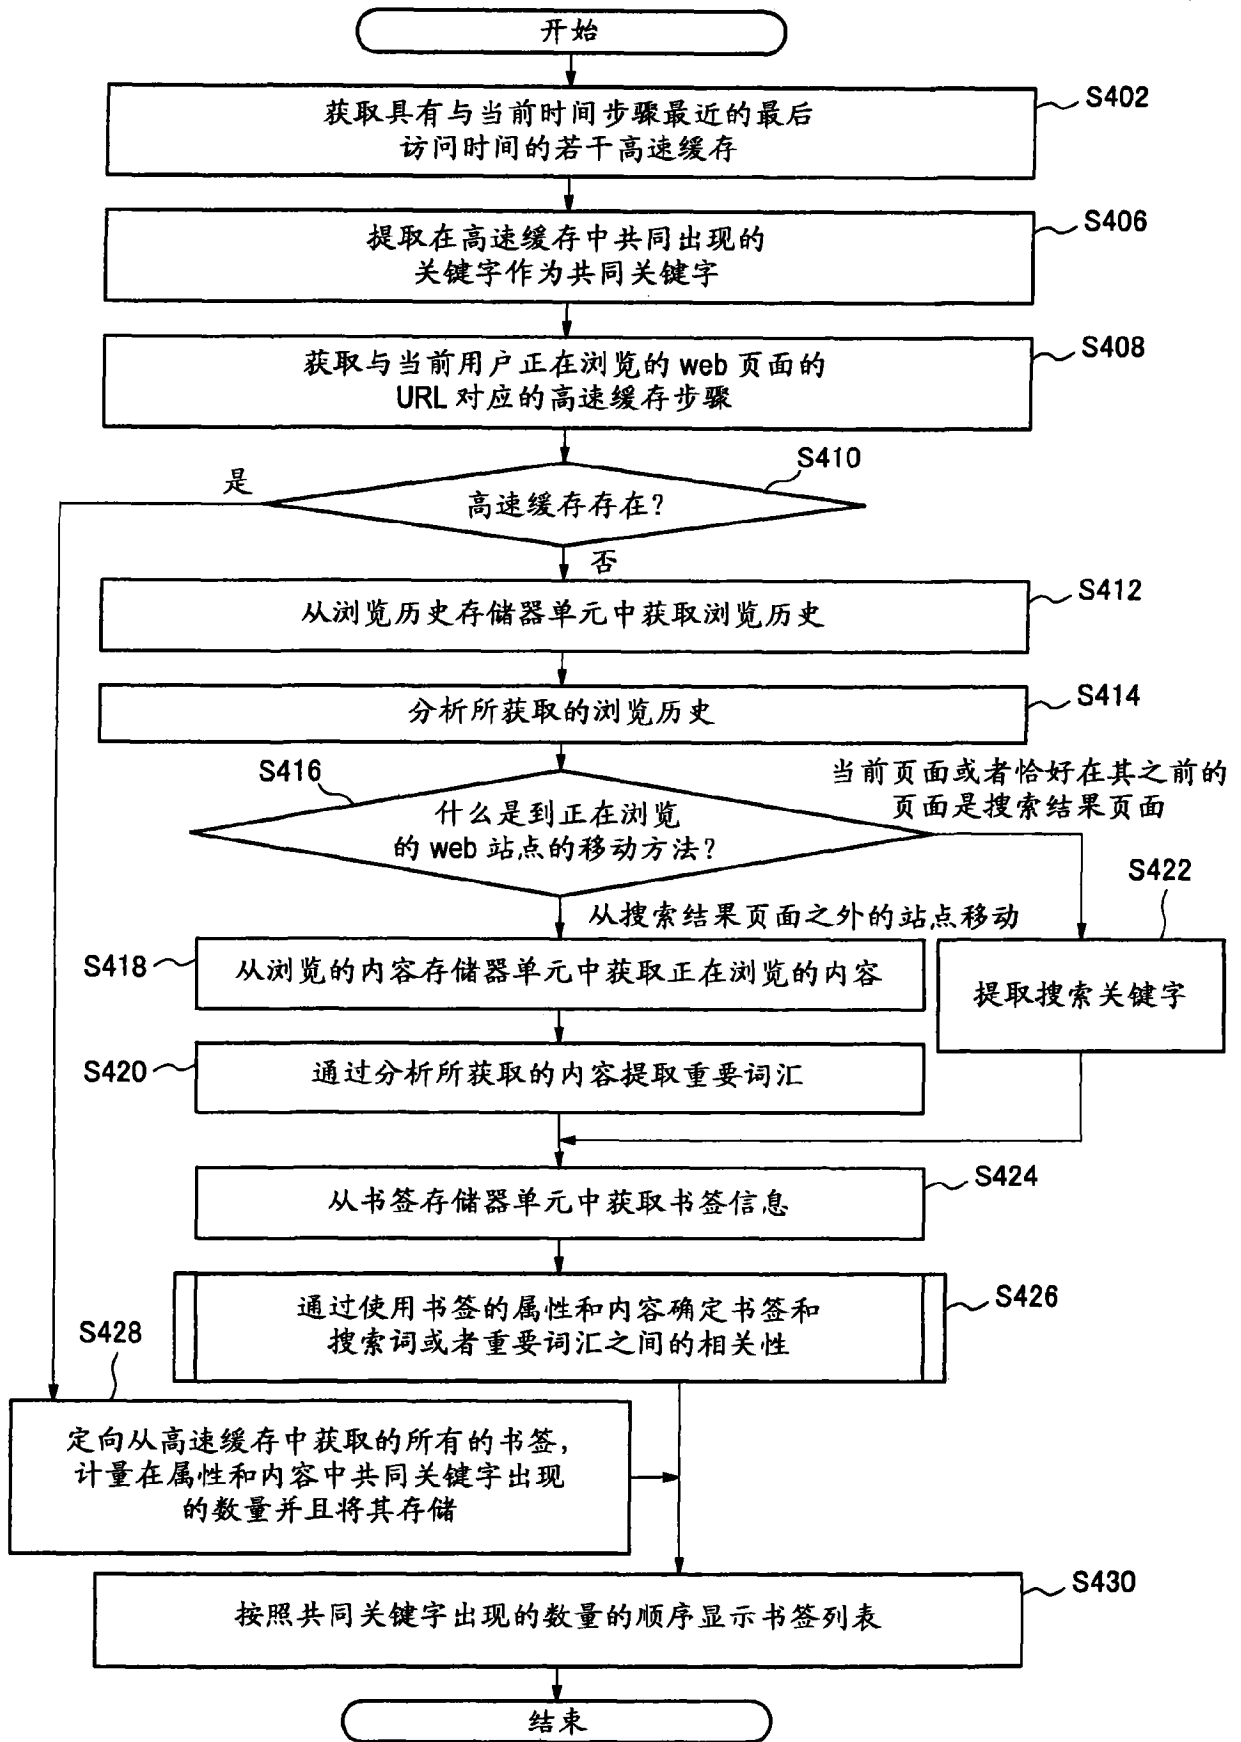 开始
S402
获取具有与当前时间步骤最近的最后
访问时间的若干高速缓存
S406
提取在高速缓存中共同出现的
关键字作为共同关键字
S408
获取与当前用户正在浏览的 web 页面的
URL 对应的高速缓存步骤
S410
是
高速缓存存在?
否
S412
从浏览历史存储器单元中获取浏览历史
S414
分析所获取的浏览历史
S416
当前页面或者恰好在其之前的
页面是搜索结果页面
什么是到正在浏览
的 web 站点的移动方法?
S422
从搜索结果页面之外的站点移动
S418
从浏览的内容存储器单元中获取正在浏览的内容
提取搜索关键字
S420
通过分析所获取的内容提取重要词汇
S424
从书签存储器单元中获取书签信息
S426
通过使用书签的属性和内容确定书签和
搜索词或者重要词汇之间的相关性
S428
定向从高速缓存中获取的所有的书签,
计量在属性和内容中共同关键字出现
的数量并且将其存储
S430
按照共同关键字出现的数量的顺序显示书签列表
结束